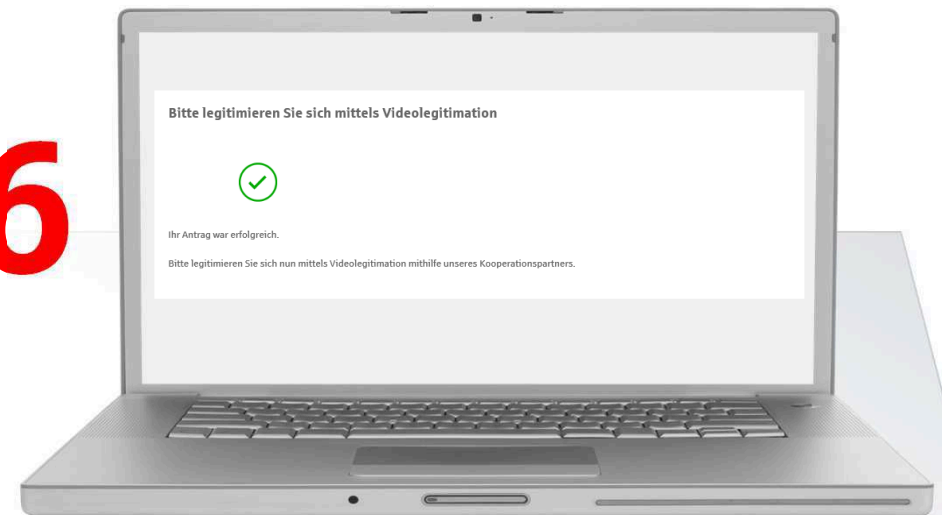 6
Bitte legitimieren Sie sich mittels Videolegitimation
Ihr Antrag war erfolgreich.
Bitte legitimieren Sie sich nun mittels Videolegitimation mithilfe unseres Kooperationspartners.